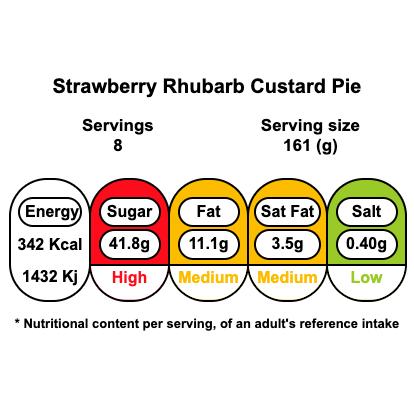 Strawberry Rhubarb Custard Pie
Servings
8
Serving size
161 (g)
Energy Sugar Fat Sat Fat Salt
342 Kcal 41.8g 11.1g 3.5g 0.40g
1432 Kj High Medium Medium Low
* Nutritional content per serving, of an adult's reference intake